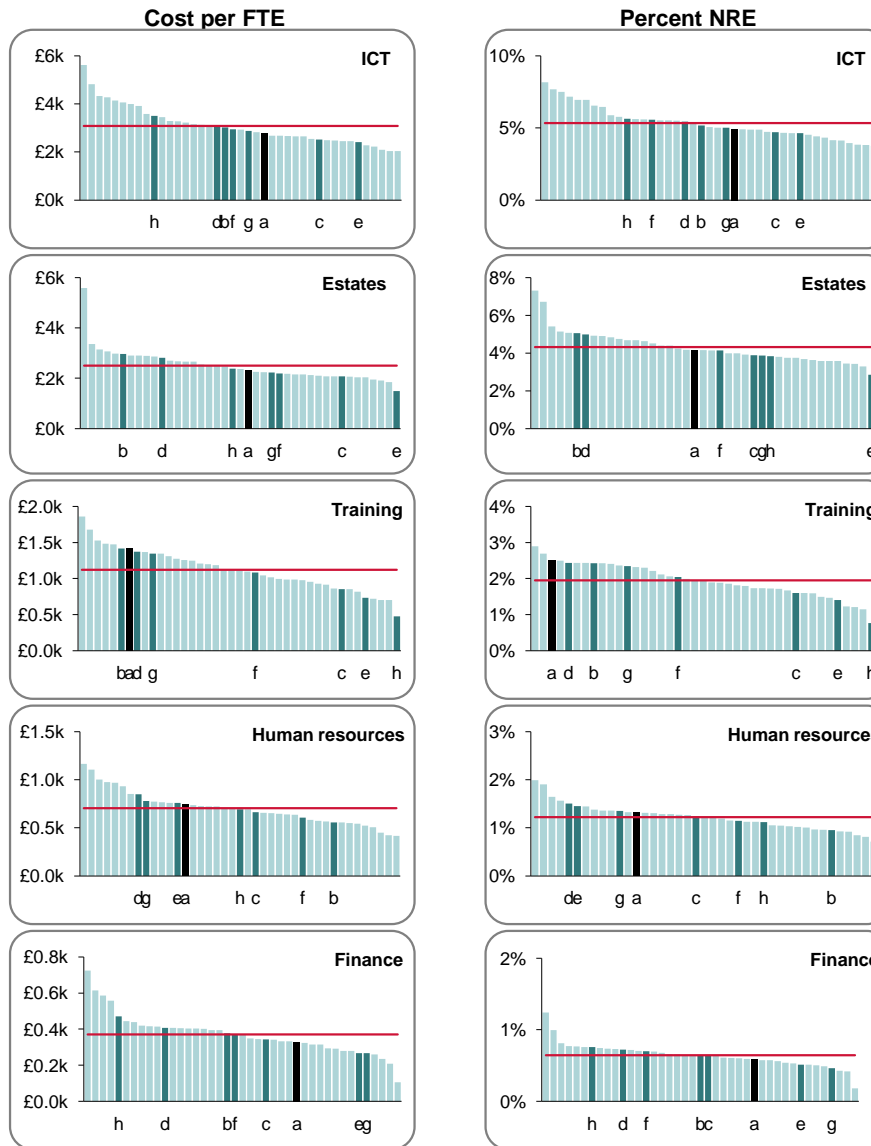 Cost per FTE
Percent NRE
ICT
£6k
£4k
£2k
£0k
h dbf g a c e
ICT
10%
5%
0%
h f d b ga c e
Estates
£6k
£4k
£2k
£0k
b d h a gf c e
Estates
8%
6%
4%
2%
0%
bd a f cgh e
Training
£2.0k
£1.5k
£1.0k
£0.5k
£0.0k
bad g f c e h
Training
4%
3%
2%
1%
0%
a d b g f c e h
Human resources
£1.5k
£1.0k
£0.5k
£0.0k
dg ea h c f b
Human resource
3%
2%
1%
0%
de g a c f h b
Finance
£0.8k
£0.6k
£0.4k
£0.2k
£0.0k
h d bf c a eg
Finance
2%
1%
0%
h d f bc a e g